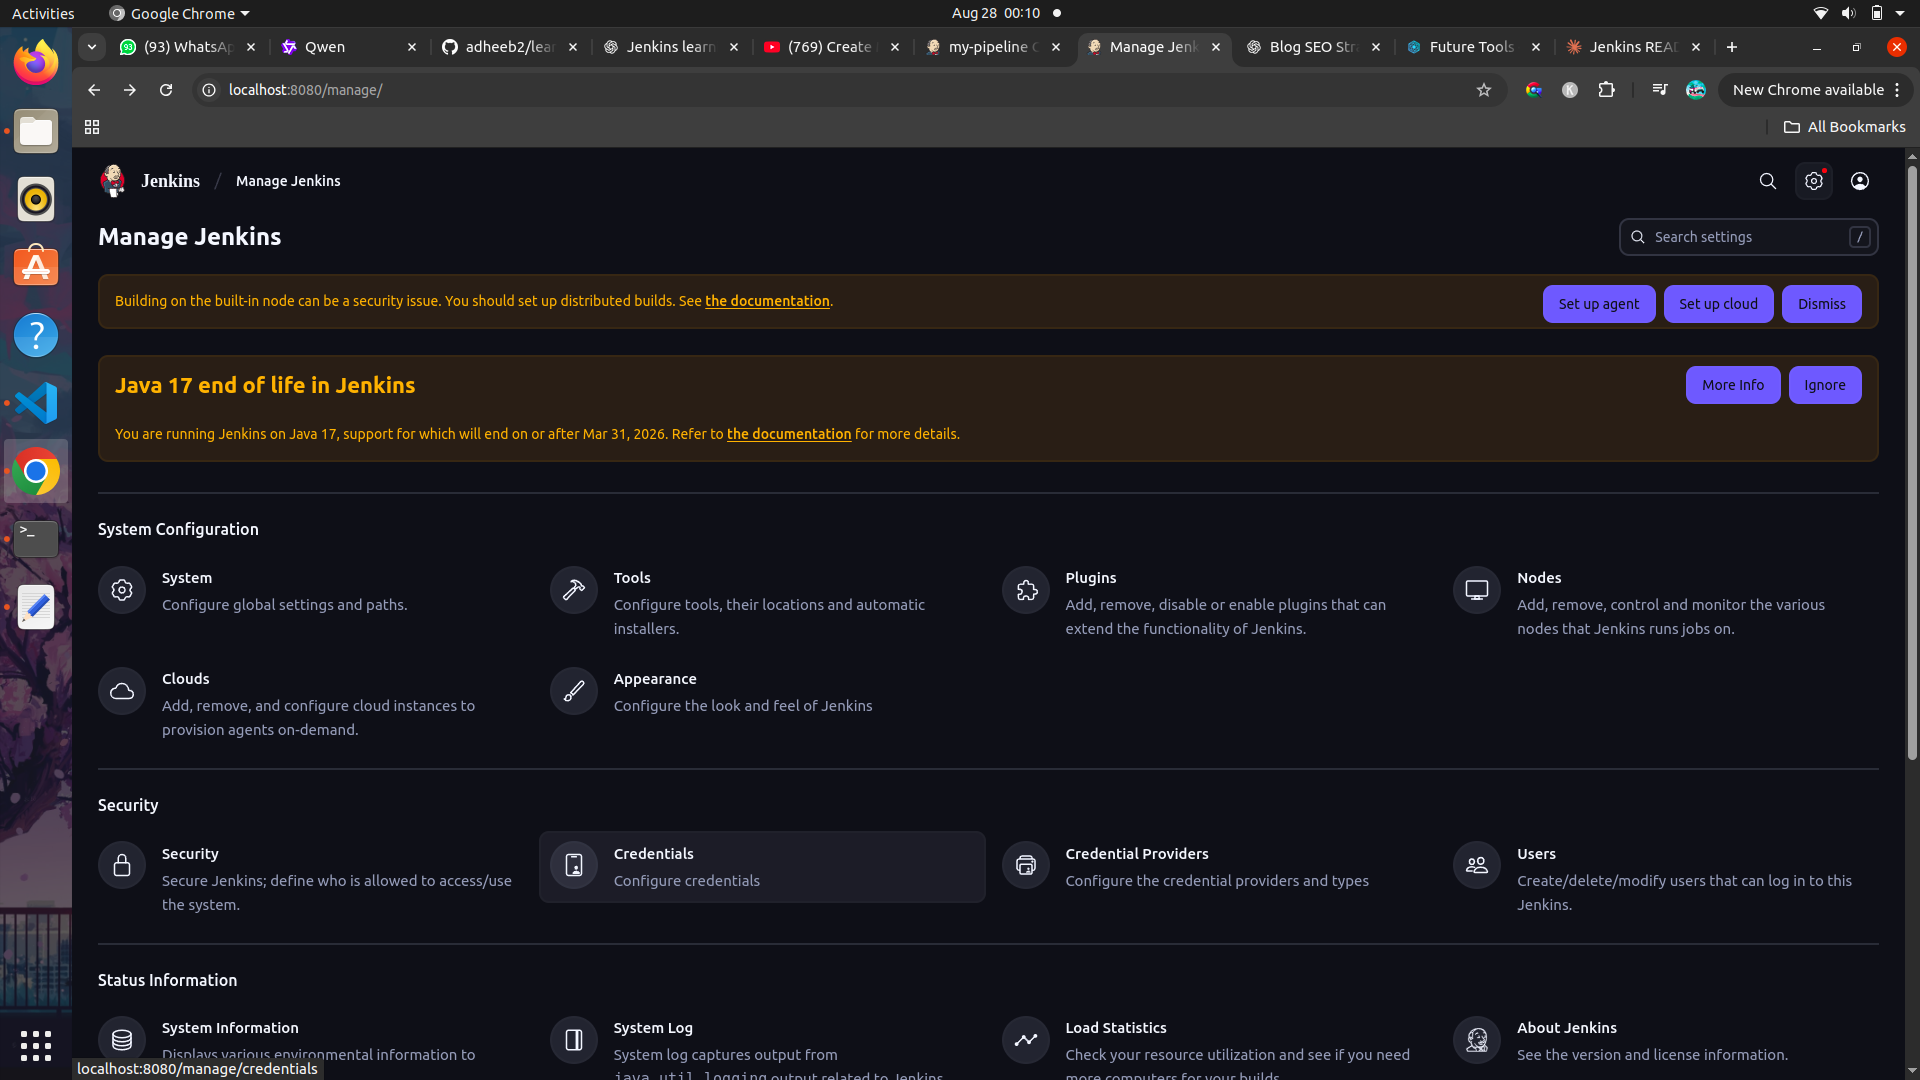 Activities
Google Chrome
Aug 28 00:10
(93) WhatsAp
Qwen
adheeb2/lear
Jenkins learn
(769) Create
my-pipeline
Manage Jenk
Blog SEO Str
Future Tools
Jenkins READ
localhost:8080/manage/
K
New Chrome available
All Bookmarks
Jenkins / Manage Jenkins
Manage Jenkins
Search settings
/
Building on the built-in node can be a security issue. You should set up distributed builds. See the documentation.
Set up agent
Set up cloud
Dismiss
Java 17 end of life in Jenkins
More Info
Ignore
You are running Jenkins on Java 17, support for which will end on or after Mar 31, 2026. Refer to the documentation for more details.
System Configuration
System
Configure global settings and paths.
Tools
Configure tools, their locations and automatic
installers.
Plugins
Add, remove, disable or enable plugins that can
extend the functionality of Jenkins.
Nodes
Add, remove, control and monitor the various
nodes that Jenkins runs jobs on.
Clouds
Add, remove, and configure cloud instances to
provision agents on-demand.
Appearance
Configure the look and feel of Jenkins
Security
Security
Secure Jenkins; define who is allowed to access/use
the system.
Credentials
Configure credentials
Credential Providers
Configure the credential providers and types
Users
Create/delete/modify users that can log in to this
Jenkins.
Status Information
System Information
Displays various environmental information to
System Log
System log captures output from
java.util.logging output related to Jenkins
Load Statistics
Check your resource utilization and see if you need
more computers for your builds.
About Jenkins
See the version and license information.
localhost:8080/manage/credentials